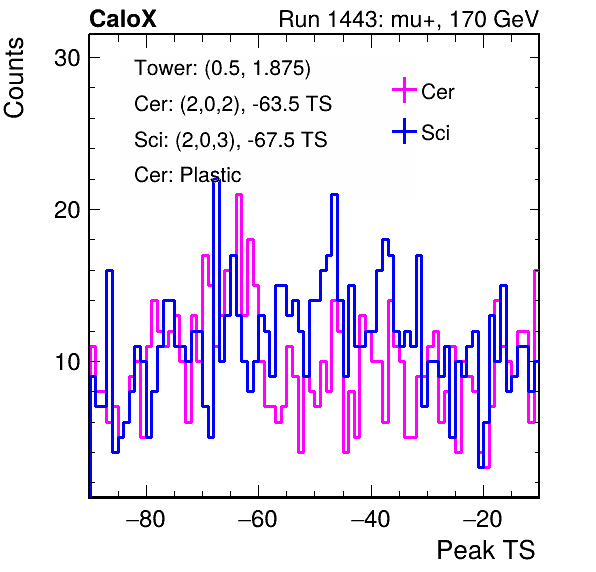 CaloX Run 1443: mu+, 170 GeV
Tower: (0.5, 1.875)
Cer: (2,0,2), -63.5 TS
Sci: (2,0,3), -67.5 TS
Cer: Plastic
Cer
Sci
Counts
30
20
10
−80 −60 −40 −20
Peak TS